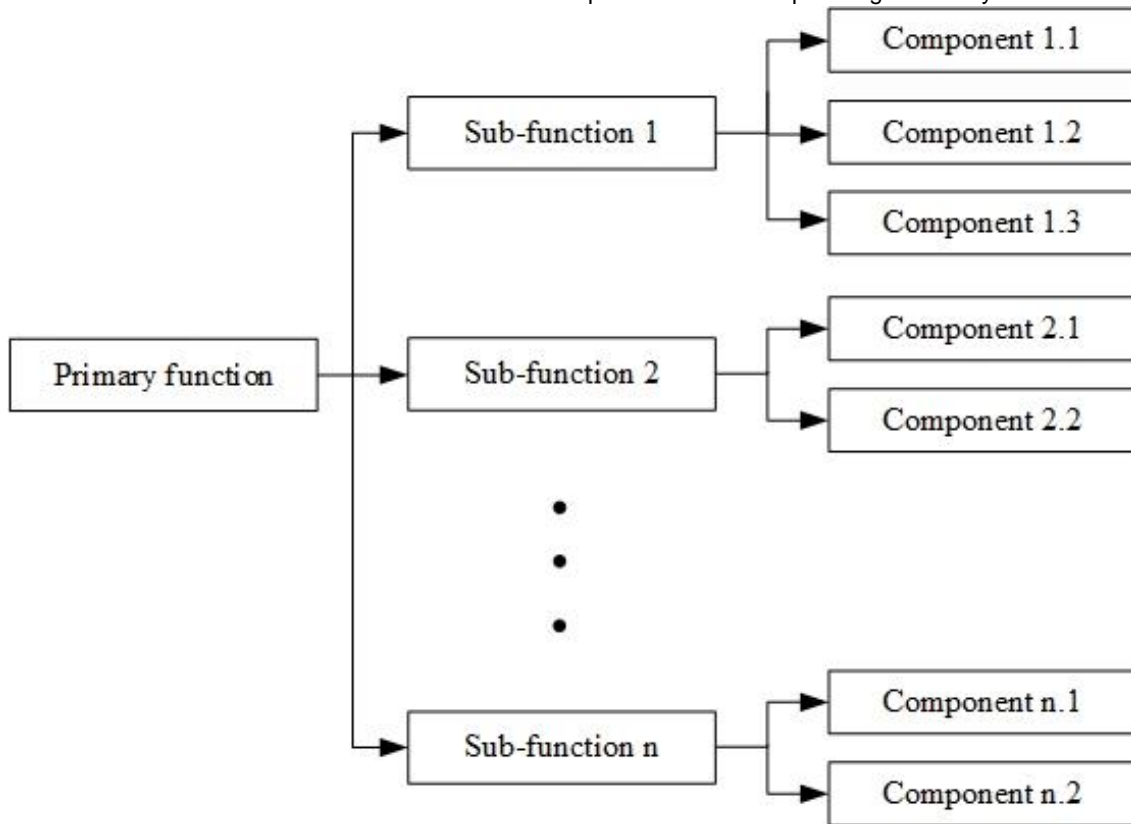 Component 1.1
Sub-function 1
Component 1.2
Component 1.3
Component 2.1
Primary function
Sub-function 2
Component 2.2
Component n.1
Sub-function n
Component n.2